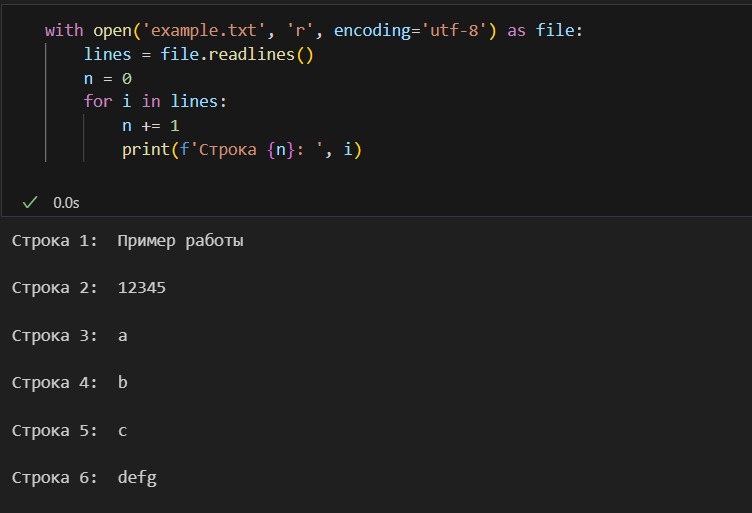 with open('example.txt', 'r', encoding='utf-8') as file:
    lines = file.readlines()
    n = 0
    for i in lines:
        n += 1
        print(f'Строка {n}: ', i)
0.0s
Строка 1:  Пример работы
Строка 2:  12345
Строка 3:  a
Строка 4:  b
Строка 5:  c
Строка 6:  defg